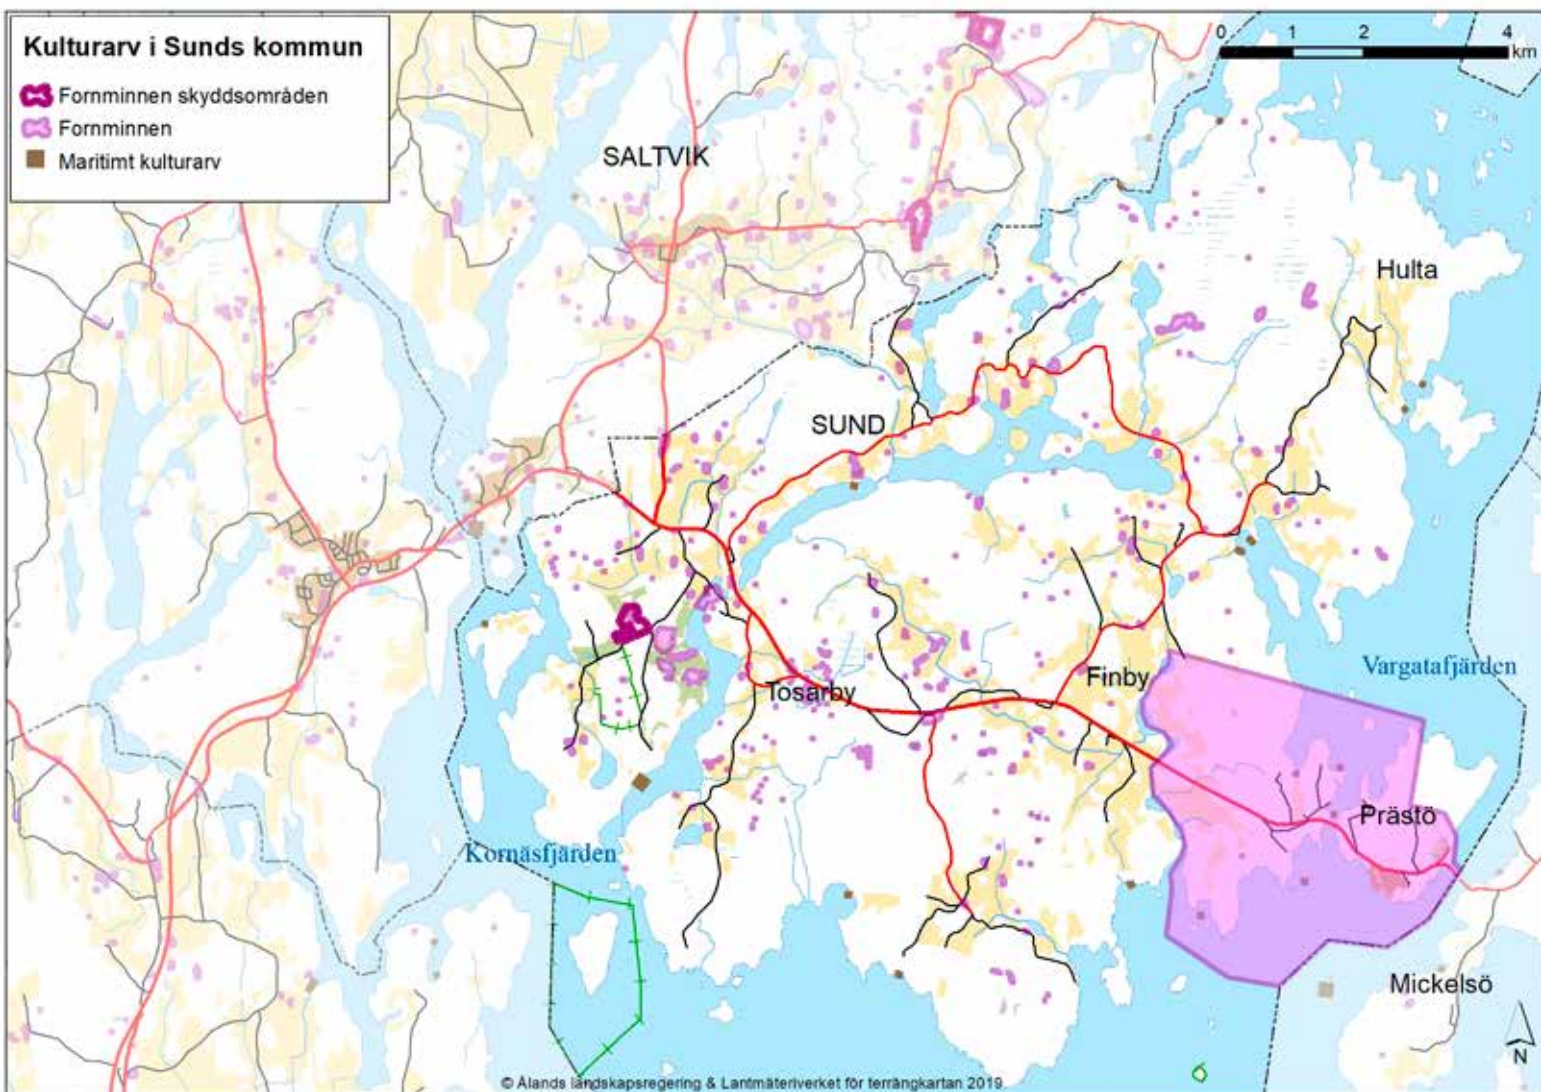 Kulturarv i Sunds kommun
Fornminnen skyddsområden
Fornminnen
Maritimt kulturarv
0 1 2 4
km
SALTVIK
Hulta
SUND
Vargatafjärden
Finby
Tosarby
Prästö
Kornäsfjärden
Mickelsö
N
© Ålands landskapsregering & Lantmäteriverket för terrängkartan 2019